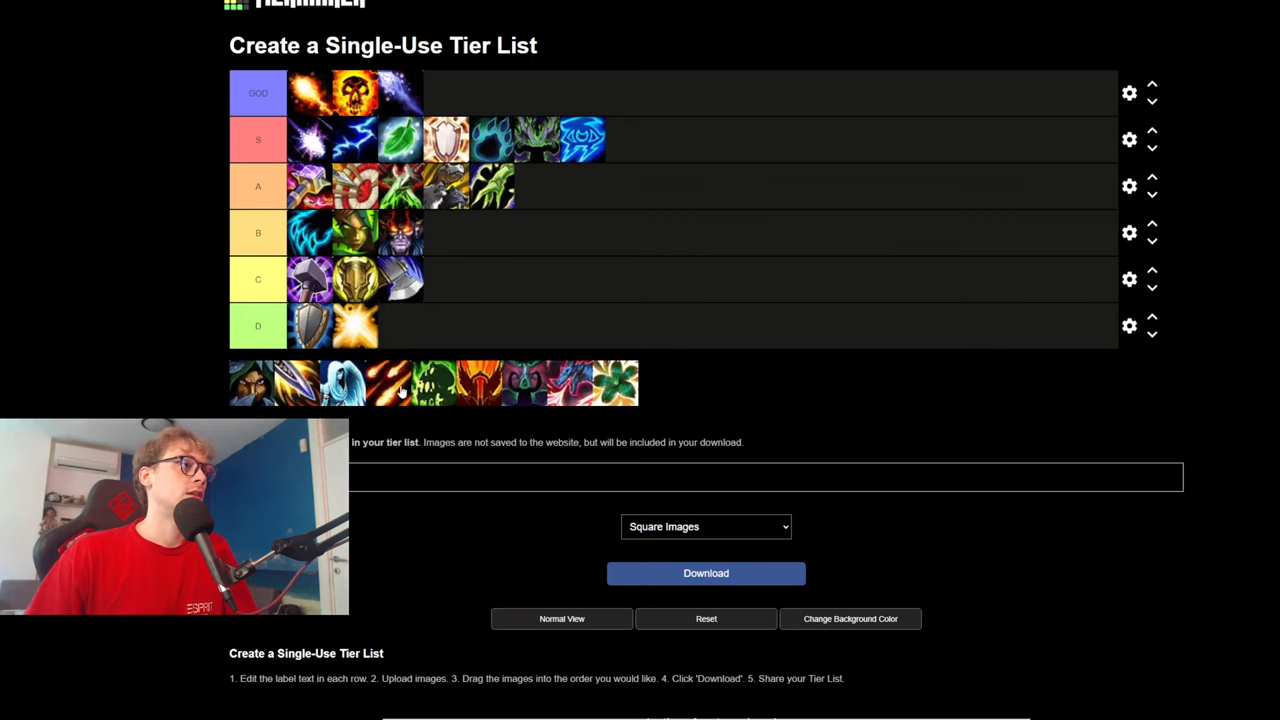 Create a Single-Use Tier List
GOD
S
A
B
C
D
in your tier list. Images are not saved to the website, but will be included in your download.
Square Images
Download
Normal View
Reset
Change Background Color
ESPRIT
Create a Single-Use Tier List
1. Edit the label text in each row. 2. Upload images. 3. Drag the images into the order you would like. 4. Click 'Download'. 5. Share your Tier List.